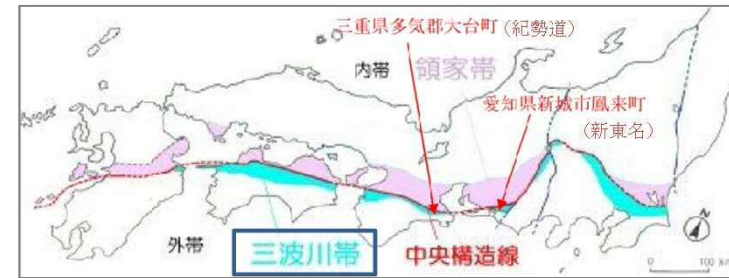 三重県多気郡大台町（紀勢道）
内帯
領家帯
愛知県新城市鳳来町
（新東名）
外帯
三波川帯
中央構造線
N
0 100 km